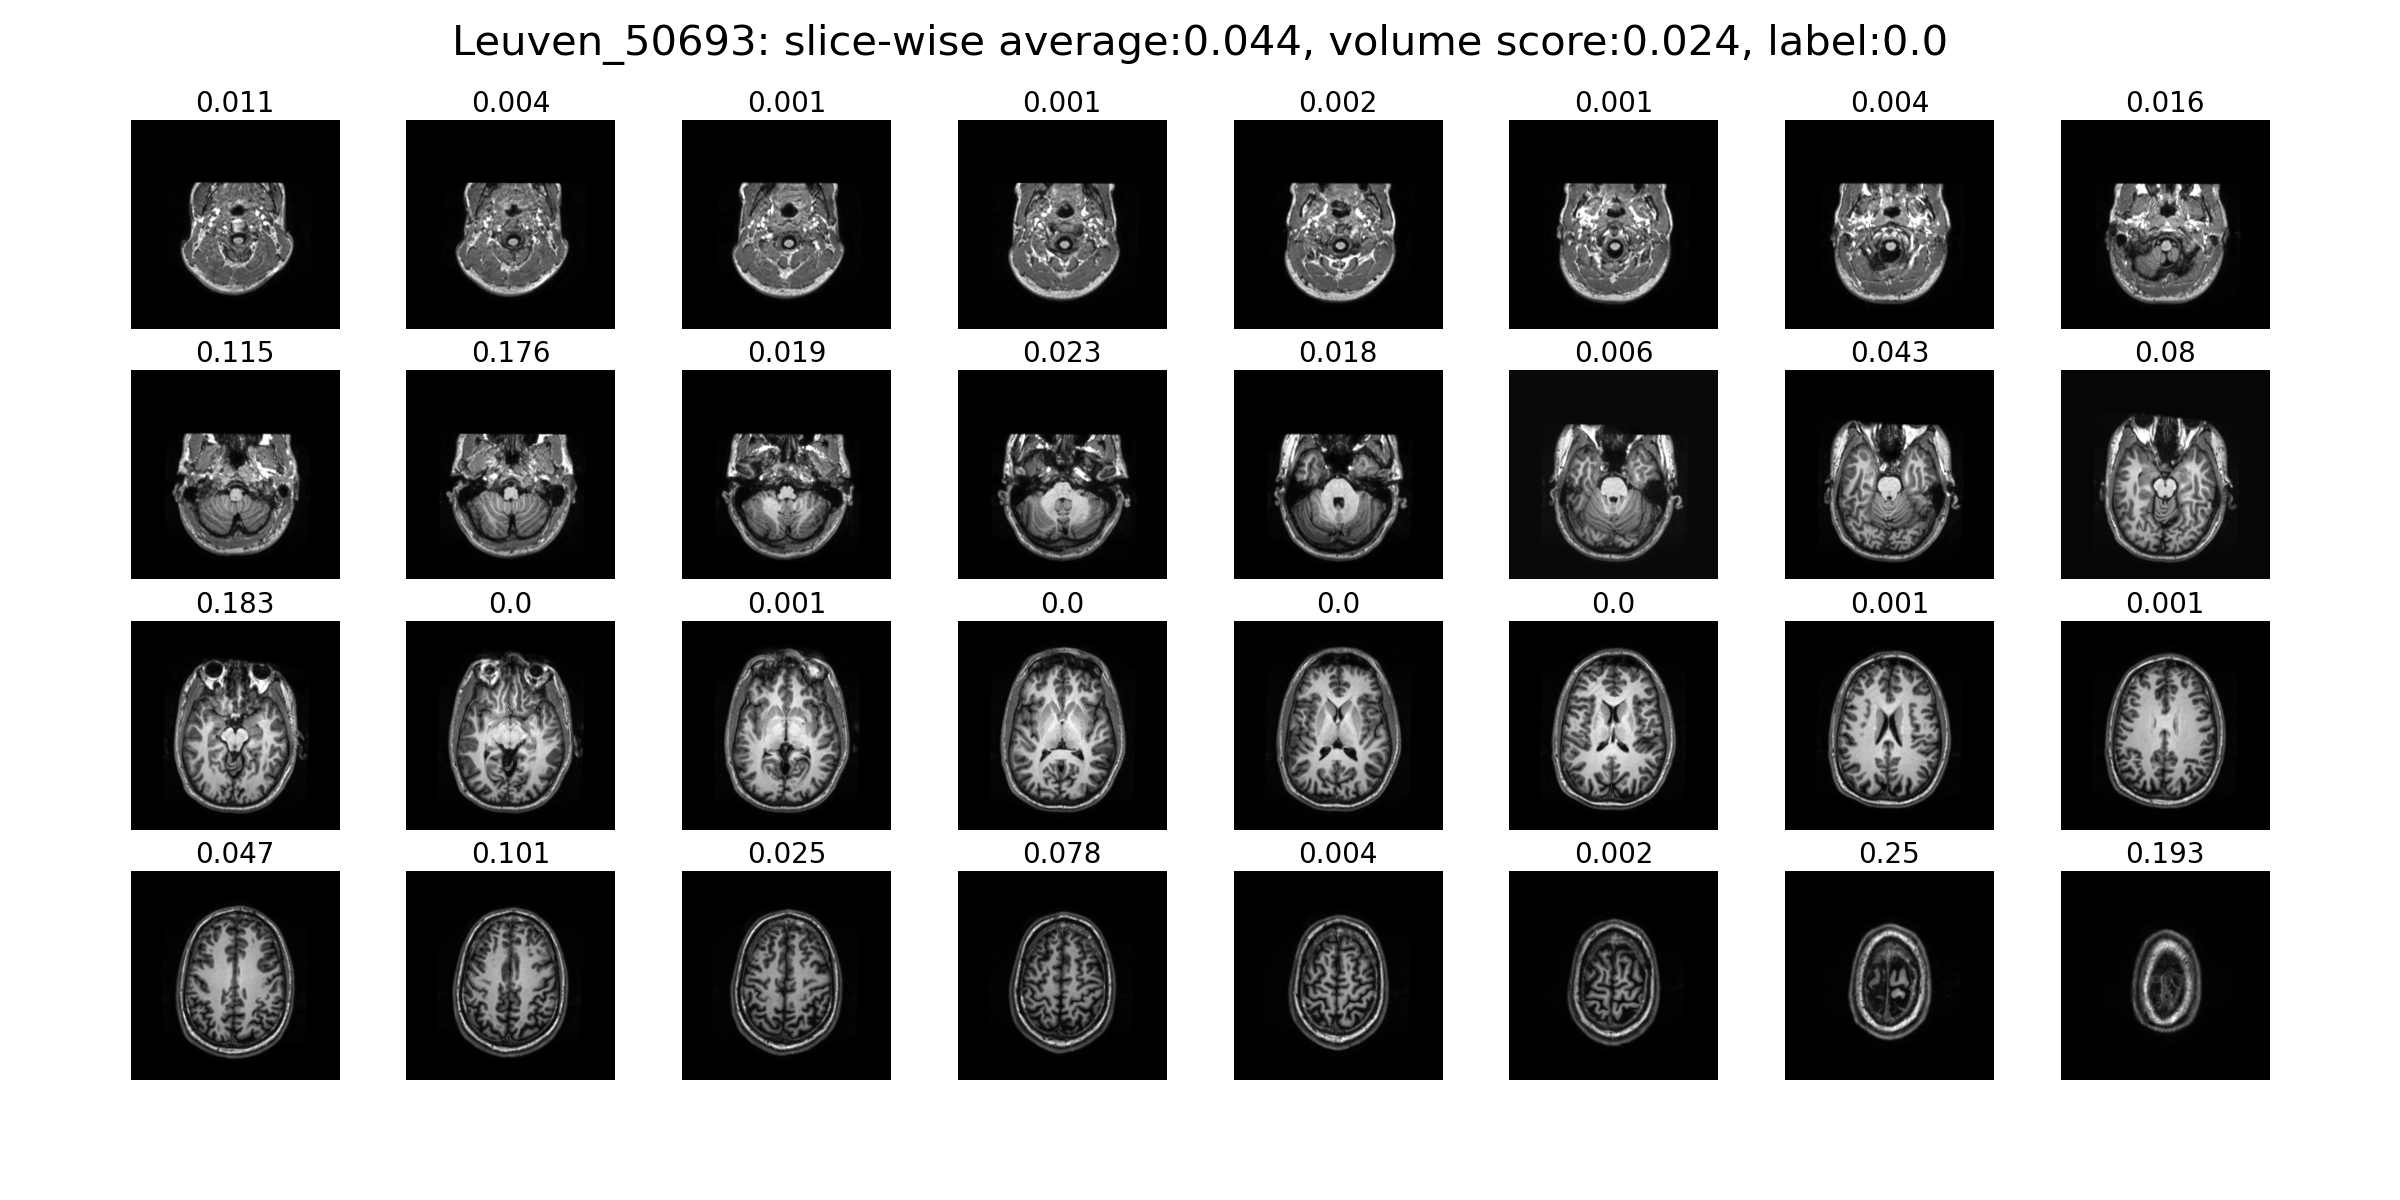 Leuven_50693: slice-wise average:0.044, volume score:0.024, label:0.0
0.011 0.004 0.001 0.001 0.002 0.001 0.004 0.016
0.115 0.176 0.019 0.023 0.018 0.006 0.043 0.08
0.183 0.0 0.001 0.0 0.0 0.0 0.001 0.001
0.047 0.101 0.025 0.078 0.004 0.002 0.25 0.193